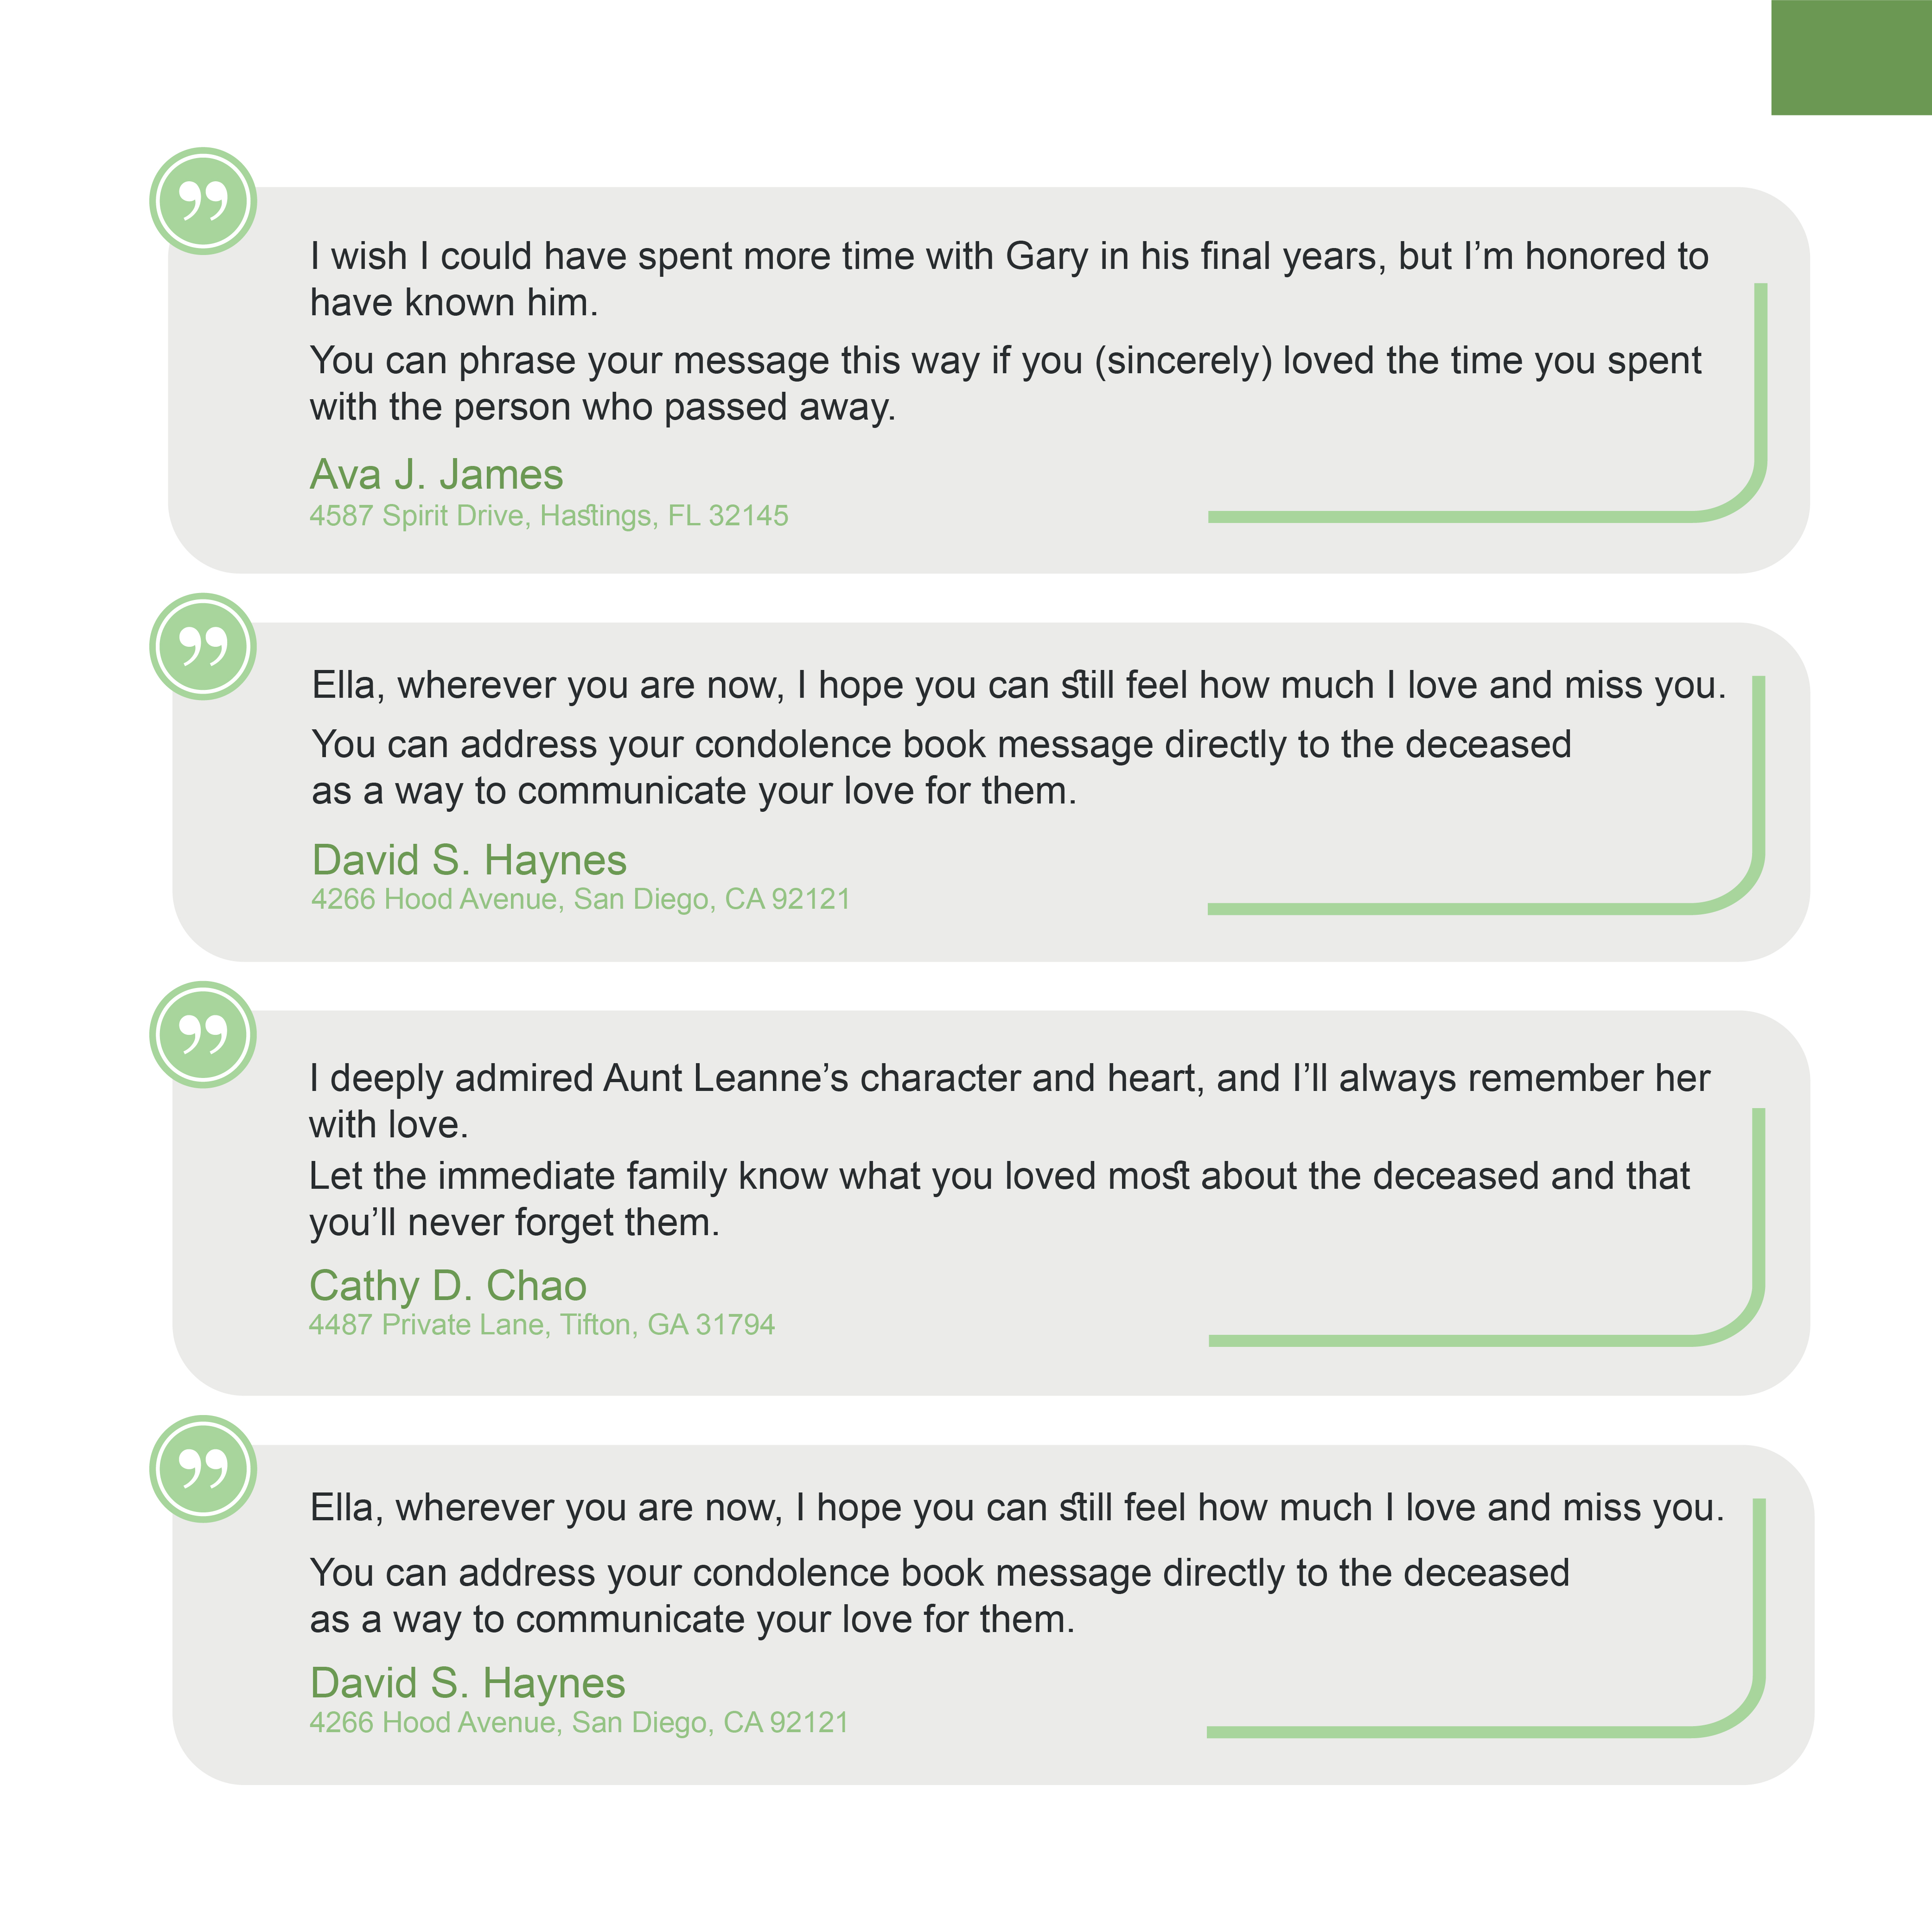 I wish I could have spent more time with Gary in his final years, but I’m honored to
have known him.
You can phrase your message this way if you (sincerely) loved the time you spent
with the person who passed away.
Ava J. James
4587 Spirit Drive, Hastings, FL 32145
Ella, wherever you are now, I hope you can still feel how much I love and miss you.
You can address your condolence book message directly to the deceased
as a way to communicate your love for them.
David S. Haynes
4266 Hood Avenue, San Diego, CA 92121
I deeply admired Aunt Leanne’s character and heart, and I’ll always remember her
with love.
Let the immediate family know what you loved most about the deceased and that
you’ll never forget them.
Cathy D. Chao
4487 Private Lane, Tifton, GA 31794
Ella, wherever you are now, I hope you can still feel how much I love and miss you.
You can address your condolence book message directly to the deceased
as a way to communicate your love for them.
David S. Haynes
4266 Hood Avenue, San Diego, CA 92121